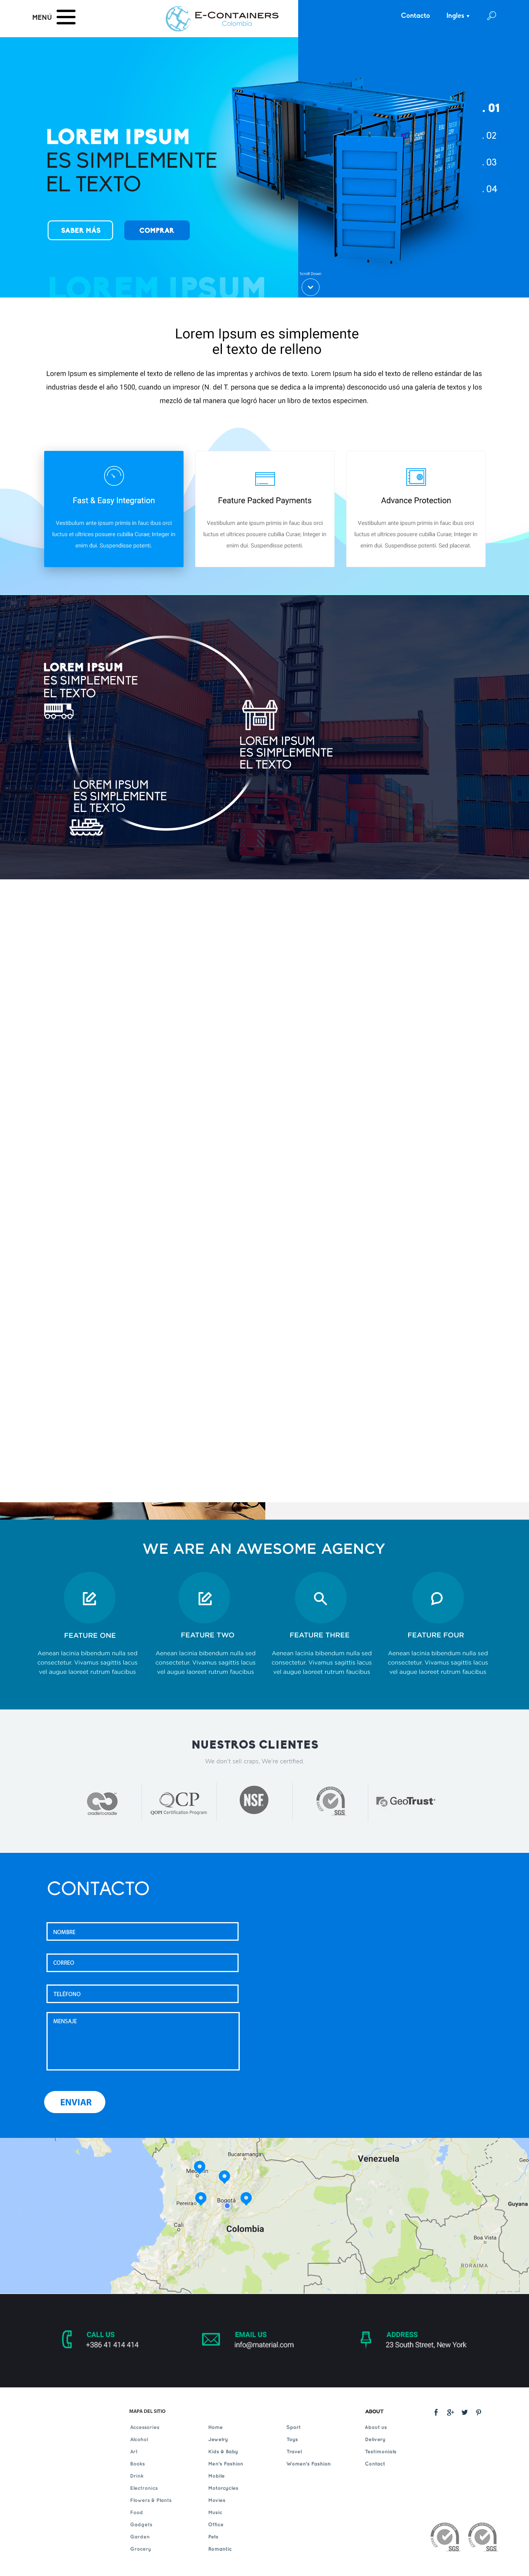 MENÚ
E-CONTAINERS
Colombia
Contacto
Ingles
LOREM IPSUM
ES SIMPLEMENTE
EL TEXTO
SABER MÁS
COMPRAR
. 01
. 02
. 03
. 04
LOREM IPSUM
Scroll Down
Lorem Ipsum es simplemente
el texto de relleno
Lorem Ipsum es simplemente el texto de relleno de las imprentas y archivos de texto. Lorem Ipsum ha sido el texto de relleno estándar de las
industrias desde el año 1500, cuando un impresor (N. del T. persona que se dedica a la imprenta) desconocido usó una galería de textos y los
mezcló de tal manera que logró hacer un libro de textos especimen.
Fast & Easy Integration
Vestibulum ante ipsum primis in fauc ibus orci
luctus et ultrices posuere cubilia Curae; Integer in
enim dui. Suspendisse potenti.
Feature Packed Payments
Vestibulum ante ipsum primis in fauc ibus orci
luctus et ultrices posuere cubilia Curae; Integer in
enim dui. Suspendisse potenti.
Advance Protection
Vestibulum ante ipsum primis in fauc ibus orci
luctus et ultrices posuere cubilia Curae; Integer in
enim dui. Suspendisse potenti. Sed placerat.
LOREM IPSUM
ES SIMPLEMENTE
EL TEXTO
LOREM IPSUM
ES SIMPLEMENTE
EL TEXTO
LOREM IPSUM
ES SIMPLEMENTE
EL TEXTO
WE ARE AN AWESOME AGENCY
FEATURE ONE
Aenean lacinia bibendum nulla sed
consectetur. Vivamus sagittis lacus
vel augue laoreet rutrum faucibus
FEATURE TWO
Aenean lacinia bibendum nulla sed
consectetur. Vivamus sagittis lacus
vel augue laoreet rutrum faucibus
FEATURE THREE
Aenean lacinia bibendum nulla sed
consectetur. Vivamus sagittis lacus
vel augue laoreet rutrum faucibus
FEATURE FOUR
Aenean lacinia bibendum nulla sed
consectetur. Vivamus sagittis lacus
vel augue laoreet rutrum faucibus
NUESTROS CLIENTES
We don't sell craps, We're certified.
cradletocradle
QCP
QOPI Certification Program
NSF
SGS
GeoTrust
CONTACTO
NOMBRE
CORREO
TELÉFONO
MENSAJE
ENVIAR
Bucaramanga
Venezuela
Geo
Pereira
Bogotá
Guyana
Cali
Colombia
Boa Vista
RORAIMA
CALL US
+386 41 414 414
EMAIL US
info@material.com
ADDRESS
23 South Street, New York
MAPA DEL SITIO
Accessories
Alcohol
Art
Books
Drink
Electronics
Flowers & Plants
Food
Gadgets
Garden
Grocery
Home
Jewelry
Kids & Baby
Men's Fashion
Mobile
Motorcycles
Movies
Music
Office
Pets
Romantic
Sport
Toys
Travel
Women's Fashion
ABOUT
About us
Delivery
Testimonials
Contact
SGS
SGS